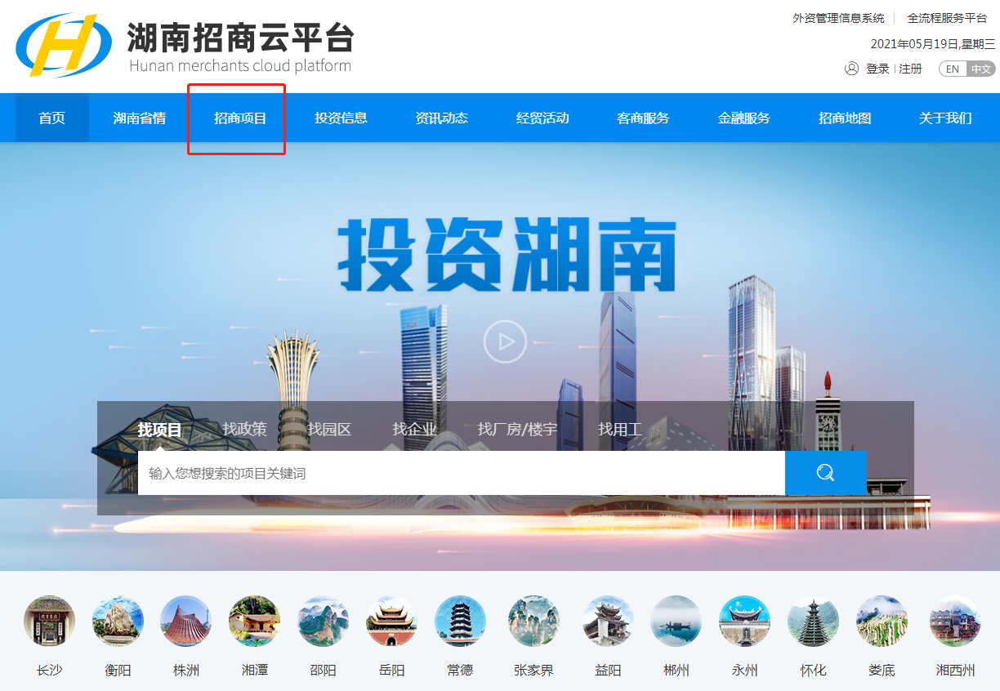 湖南招商云平台
Hunan merchants cloud platform
外资管理信息系统 | 全流程服务平台
2021年05月19日,星期三
登录 | 注册 EN 中文
首页 湖南省情 招商项目 投资信息 资讯动态 经贸活动 客商服务 金融服务 招商地图 关于我们
投资湖南
找项目 找政策 找园区 找企业 找厂房/楼宇 找用工
输入您想搜索的项目关键词
长沙 衡阳 株洲 湘潭 邵阳 岳阳 常德 张家界 益阳 郴州 永州 怀化 娄底 湘西州